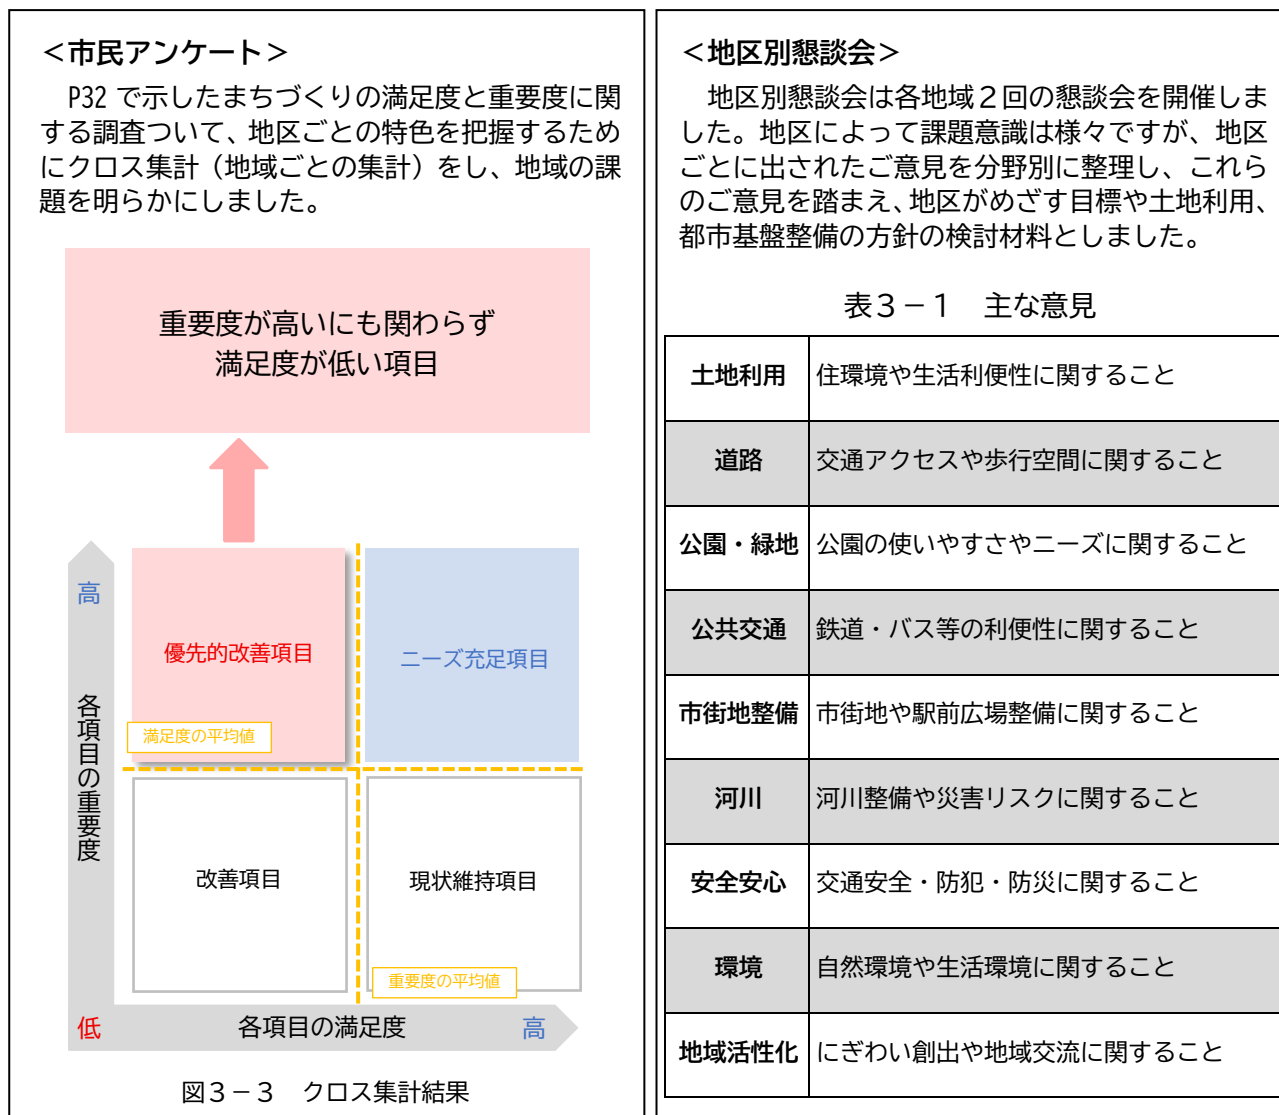 ＜市民アンケート＞
P32 で示したまちづくりの満足度と重要度に関
する調査ついて、地区ごとの特色を把握するため
にクロス集計（地域ごとの集計）をし、地域の課
題を明らかにしました。
重要度が高いにも関わらず
満足度が低い項目
高
優先的改善項目
ニーズ充足項目
満足度の平均値
各項目の重要度
改善項目
現状維持項目
重要度の平均値
低
各項目の満足度
高
図３－３　クロス集計結果
＜地区別懇談会＞
地区別懇談会は各地域２回の懇談会を開催しま
した。地区によって課題意識は様々ですが、地区
ごとに出されたご意見を分野別に整理し、これら
のご意見を踏まえ、地区がめざす目標や土地利用、
都市基盤整備の方針の検討材料としました。
表３－１　主な意見
土地利用 住環境や生活利便性に関すること
道路 交通アクセスや歩行空間に関すること
公園・緑地 公園の使いやすさやニーズに関すること
公共交通 鉄道・バス等の利便性に関すること
市街地整備 市街地や駅前広場整備に関すること
河川 河川整備や災害リスクに関すること
安全安心 交通安全・防犯・防災に関すること
環境 自然環境や生活環境に関すること
地域活性化 にぎわい創出や地域交流に関すること